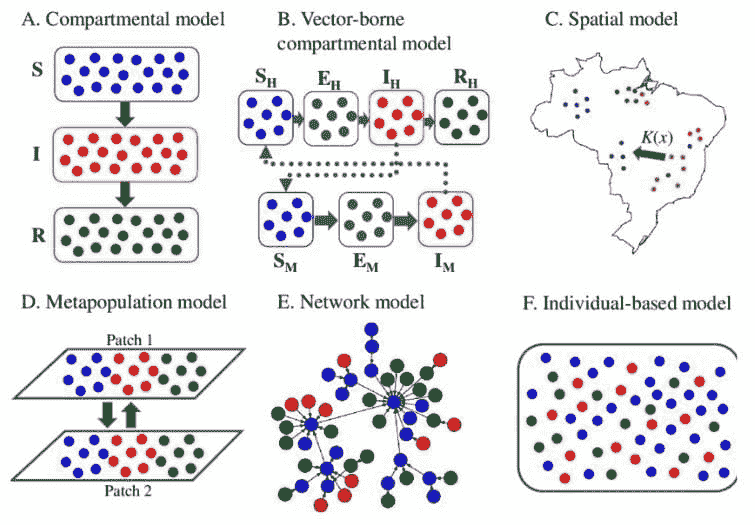 A. Compartmental model
S
I
R
B. Vector-borne
compartmental model
S_H E_H I_H R_H
S_M E_M I_M
C. Spatial model
K(x)
D. Metapopulation model
Patch 1
Patch 2
E. Network model
F. Individual-based model